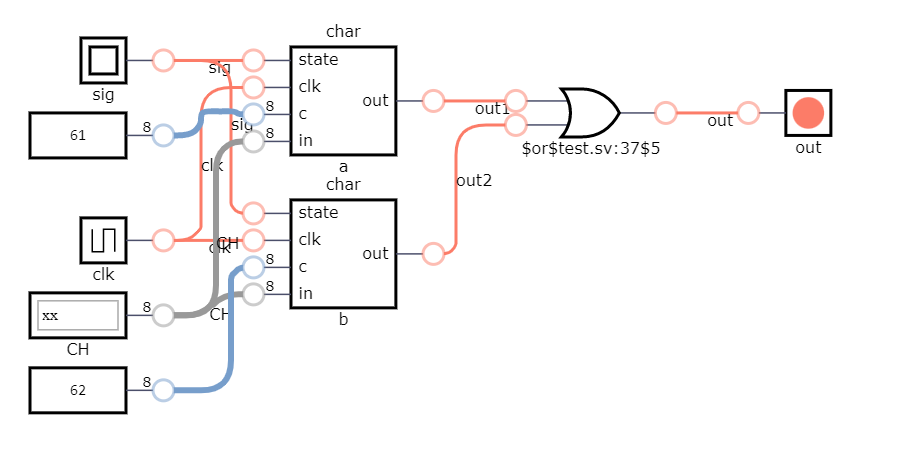 char
sig
sig
state
clk
c
in
out
8
8
a
61
8
sig
clk
out1
out2
$or$test.sv:37$5
out
out
char
state
clk
c
in
out
8
8
b
clk
clk
CH
CH
xx
8
CH
62
8